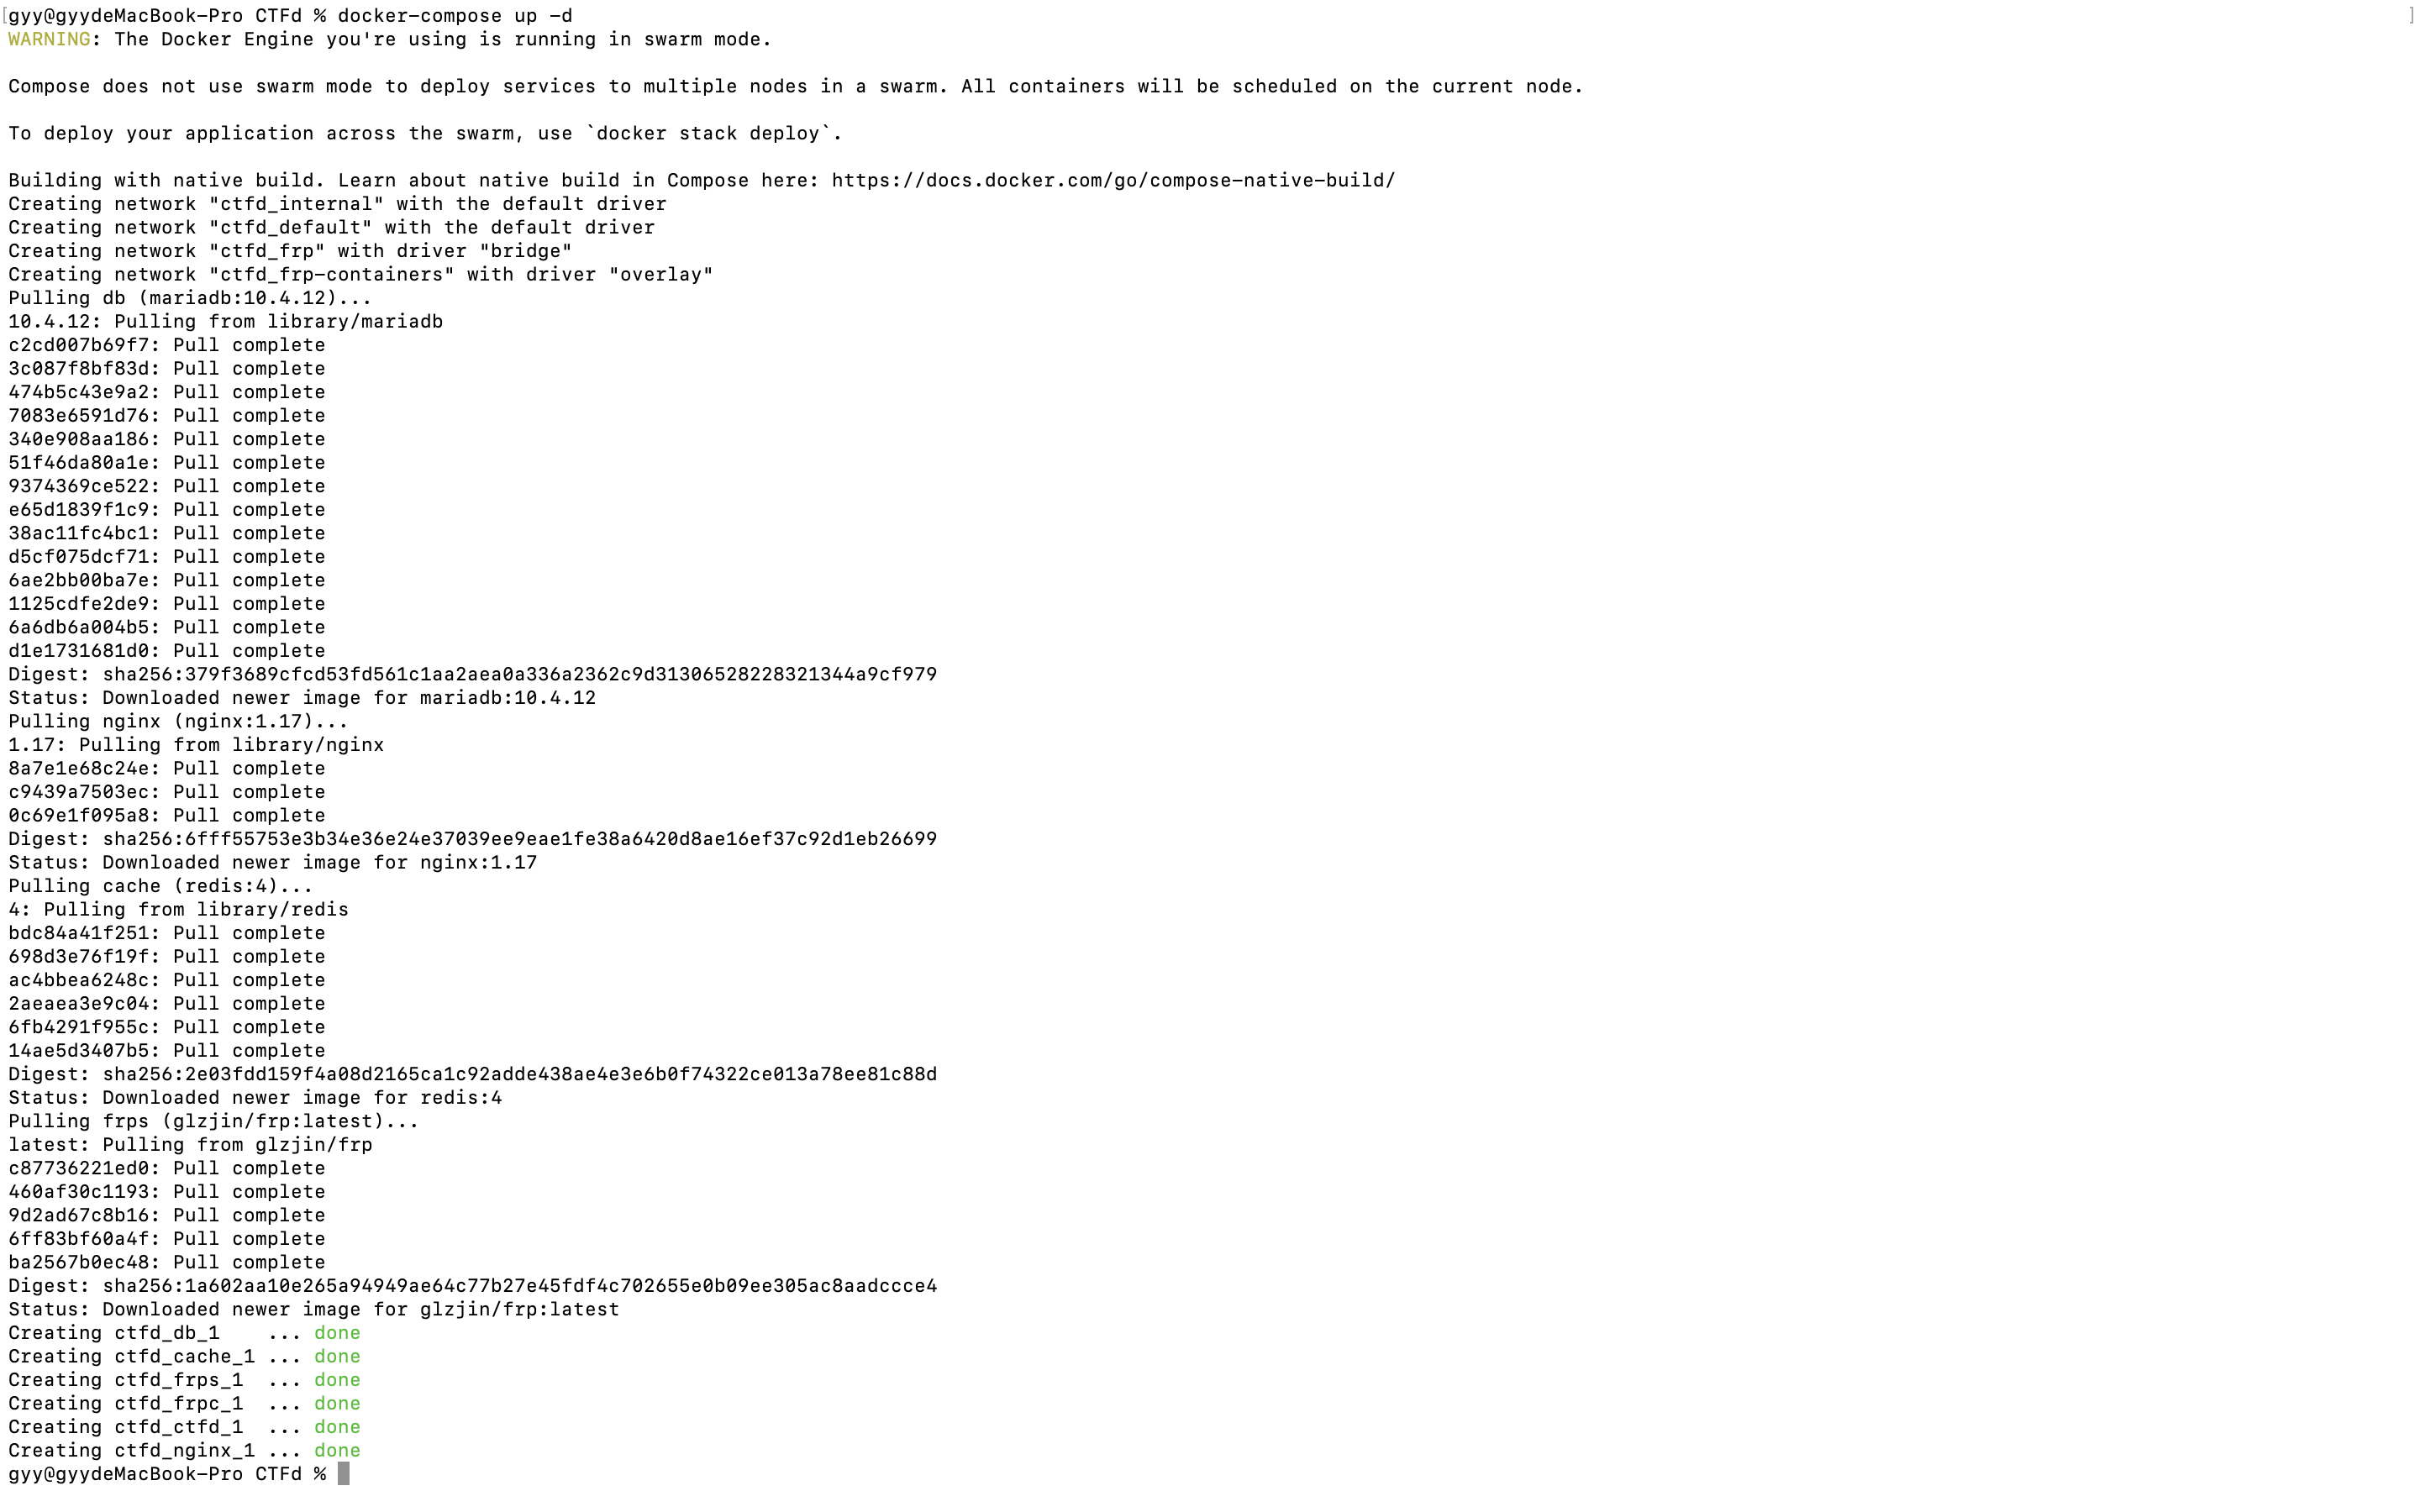 [gyy@gyydeMacBook-Pro CTFd % docker-compose up -d ]
WARNING: The Docker Engine you're using is running in swarm mode.
Compose does not use swarm mode to deploy services to multiple nodes in a swarm. All containers will be scheduled on the current node.
To deploy your application across the swarm, use `docker stack deploy`.
Building with native build. Learn about native build in Compose here: https://docs.docker.com/go/compose-native-build/
Creating network "ctfd_internal" with the default driver
Creating network "ctfd_default" with the default driver
Creating network "ctfd_frp" with driver "bridge"
Creating network "ctfd_frp-containers" with driver "overlay"
Pulling db (mariadb:10.4.12)...
10.4.12: Pulling from library/mariadb
c2cd007b69f7: Pull complete
3c087f8bf83d: Pull complete
474b5c43e9a2: Pull complete
7083e6591d76: Pull complete
340e908aa186: Pull complete
51f46da80a1e: Pull complete
9374369ce522: Pull complete
e65d1839f1c9: Pull complete
38ac11fc4bc1: Pull complete
d5cf075dcf71: Pull complete
6ae2bb00ba7e: Pull complete
1125cdfe2de9: Pull complete
6a6db6a004b5: Pull complete
d1e1731681d0: Pull complete
Digest: sha256:379f3689cfcd53fd561c1aa2aea0a336a2362c9d31306528228321344a9cf979
Status: Downloaded newer image for mariadb:10.4.12
Pulling nginx (nginx:1.17)...
1.17: Pulling from library/nginx
8a7e1e68c24e: Pull complete
c9439a7503ec: Pull complete
0c69e1f095a8: Pull complete
Digest: sha256:6fff55753e3b34e36e24e37039ee9eae1fe38a6420d8ae16ef37c92d1eb26699
Status: Downloaded newer image for nginx:1.17
Pulling cache (redis:4)...
4: Pulling from library/redis
bdc84a41f251: Pull complete
698d3e76f19f: Pull complete
ac4bbea6248c: Pull complete
2aeaea3e9c04: Pull complete
6fb4291f955c: Pull complete
14ae5d3407b5: Pull complete
Digest: sha256:2e03fdd159f4a08d2165ca1c92adde438ae4e3e6b0f74322ce013a78ee81c88d
Status: Downloaded newer image for redis:4
Pulling frps (glzjin/frp:latest)...
latest: Pulling from glzjin/frp
c87736221ed0: Pull complete
460af30c1193: Pull complete
9d2ad67c8b16: Pull complete
6ff83bf60a4f: Pull complete
ba2567b0ec48: Pull complete
Digest: sha256:1a602aa10e265a94949ae64c77b27e45fdf4c702655e0b09ee305ac8aadccce4
Status: Downloaded newer image for glzjin/frp:latest
Creating ctfd_db_1    ... done
Creating ctfd_cache_1 ... done
Creating ctfd_frps_1  ... done
Creating ctfd_frpc_1  ... done
Creating ctfd_ctfd_1  ... done
Creating ctfd_nginx_1 ... done
gyy@gyydeMacBook-Pro CTFd %